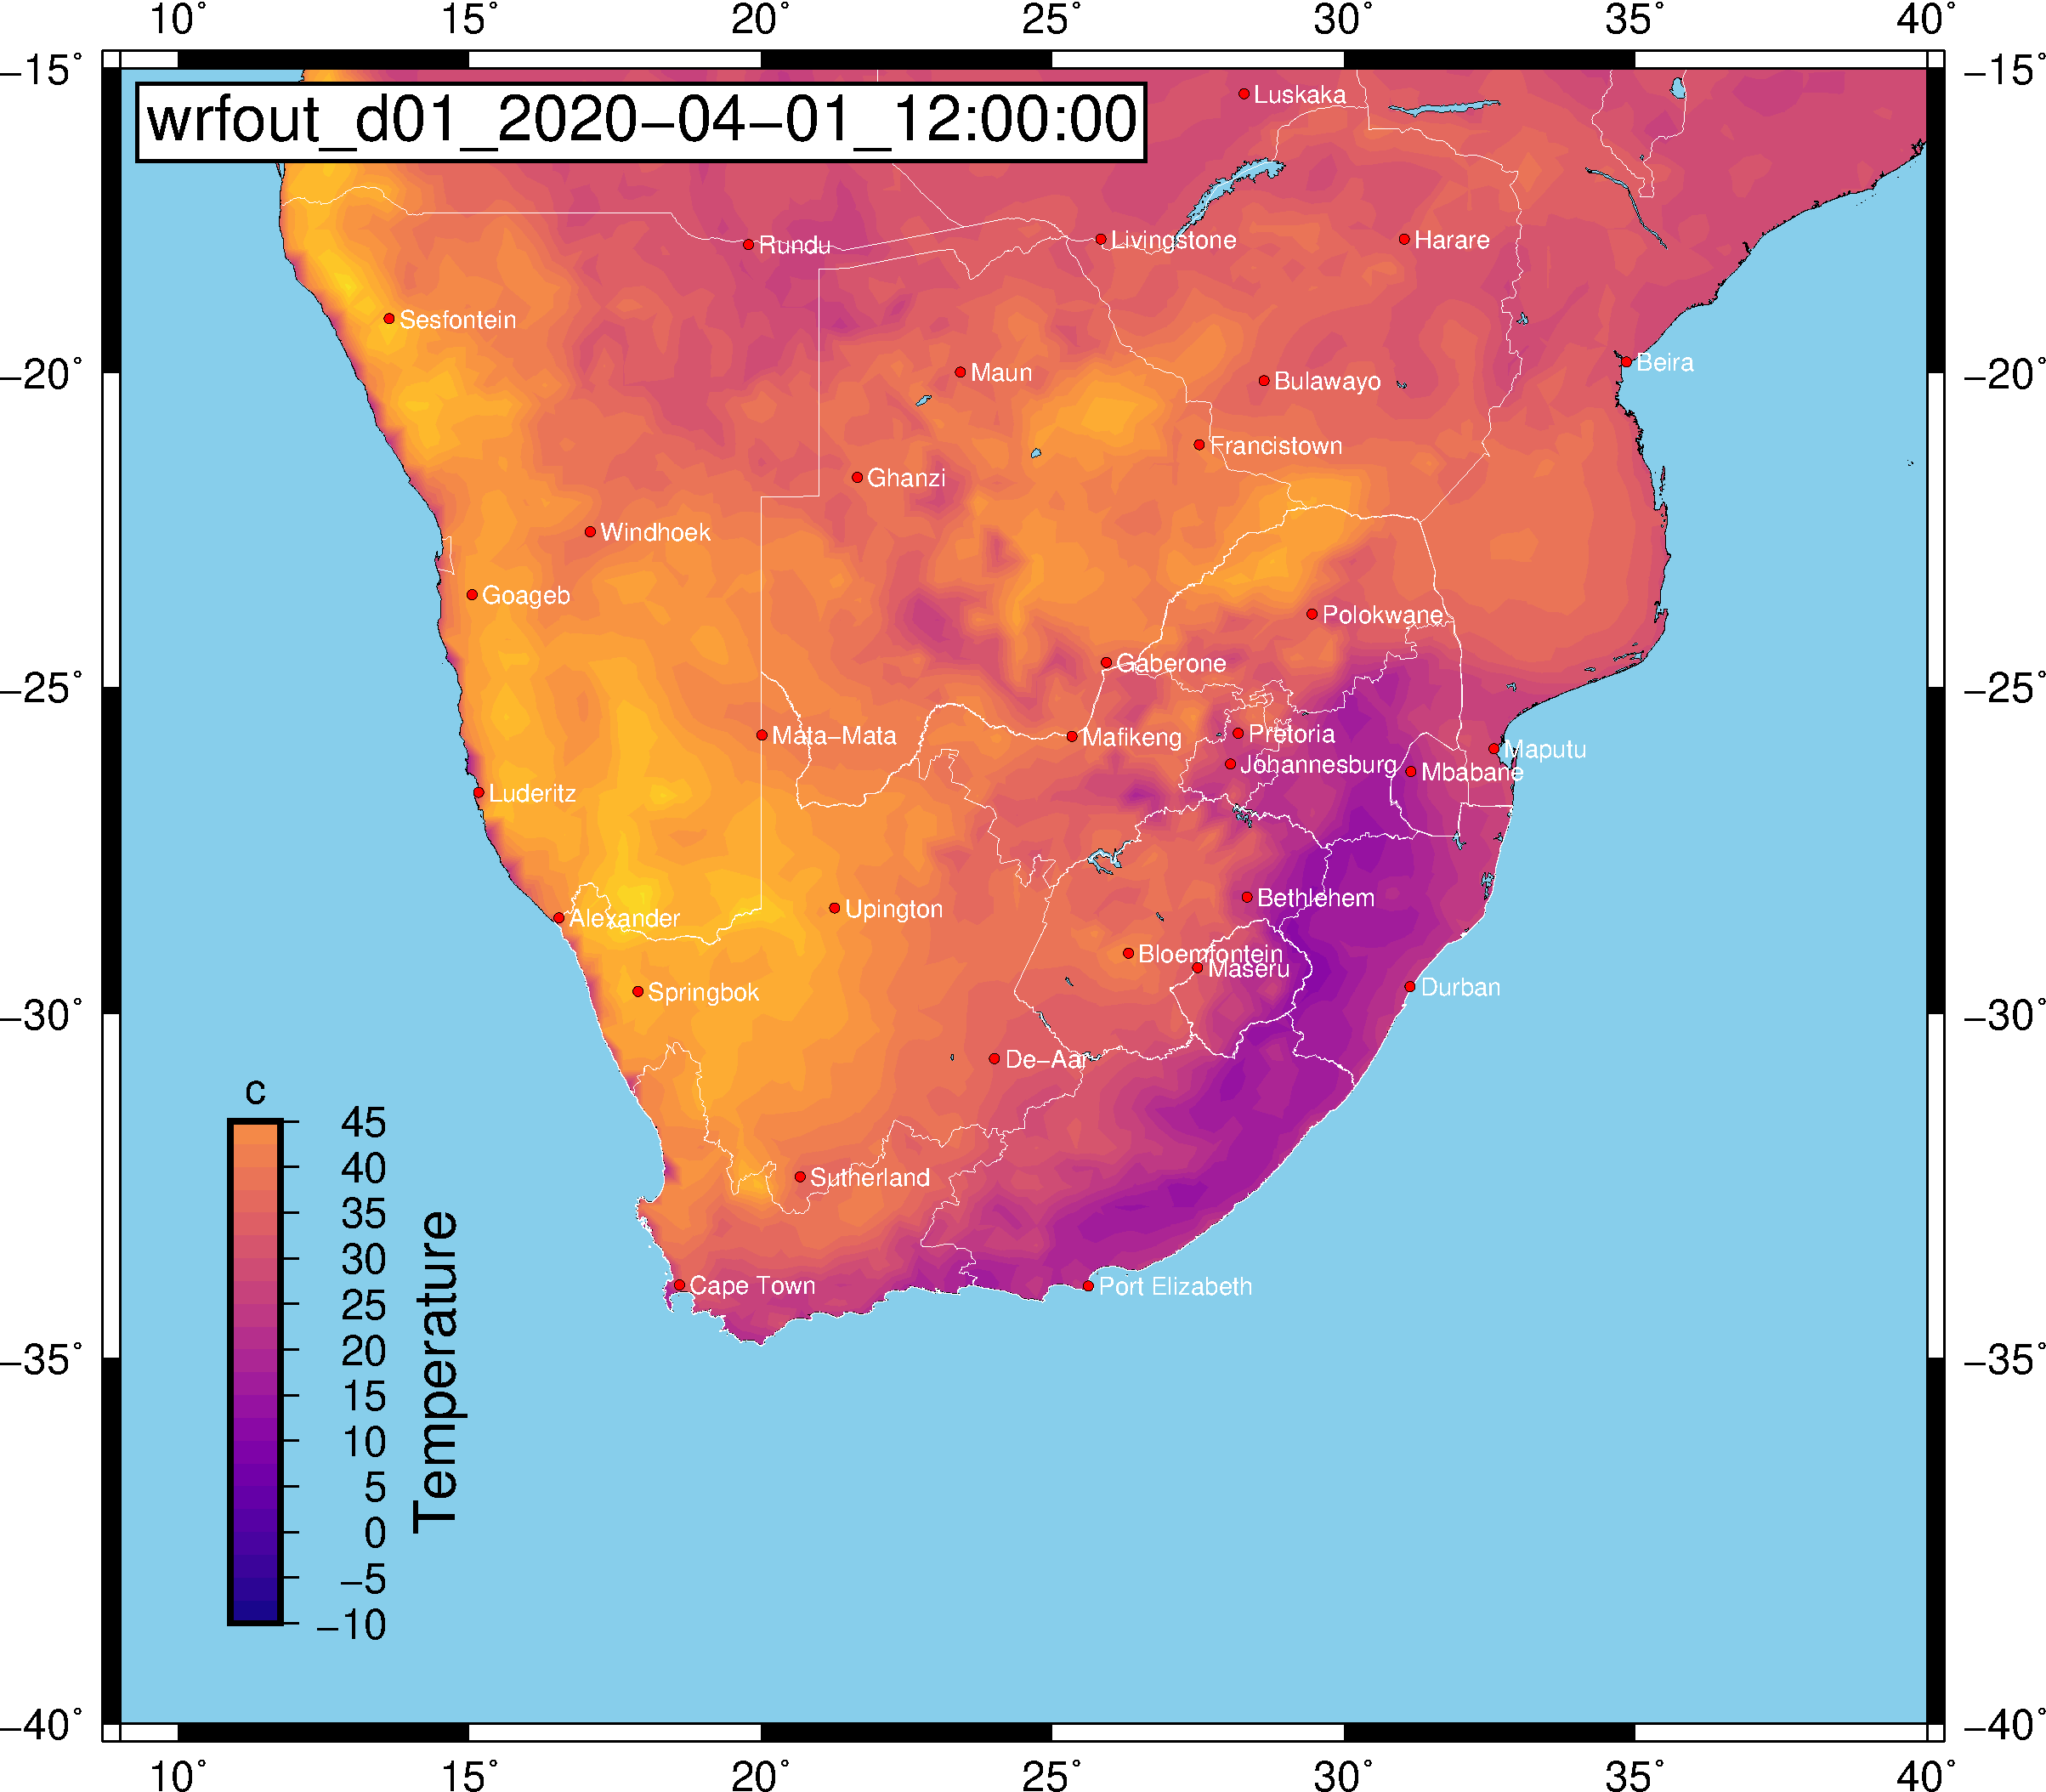 10° 15° 20° 25° 30° 35° 40°
−15° −15°
wrfout_d01_2020−04−01_12:00:00
Luskaka
Rundu
Livingstone
Harare
Sesfontein
−20° −20°
Maun
Bulawayo
Beira
Francistown
Ghanzi
Windhoek
Goageb
Polokwane
Gaberone
−25° −25°
Mata−Mata
Mafikeng
Pretoria
Maputu
Johannesburg
Mbabane
Luderitz
Bethlehem
Alexander
Upington
Bloemfontein
Maseru
Springbok
Durban
−30° −30°
De−Aar
Sutherland
Cape Town
Port Elizabeth
−35° −35°
c
45
40
35
30
25
20
15
10
5
0
−5
−10
Temperature
−40° −40°
10° 15° 20° 25° 30° 35° 40°